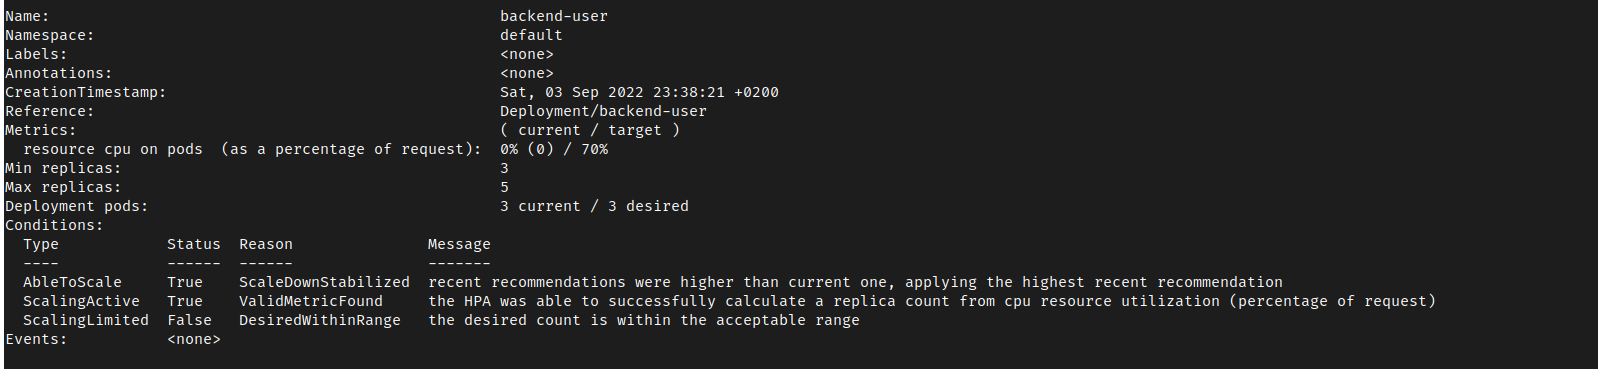 Name: backend-user
Namespace: default
Labels: <none>
Annotations: <none>
CreationTimestamp: Sat, 03 Sep 2022 23:38:21 +0200
Reference: Deployment/backend-user
Metrics: ( current / target )
resource cpu on pods  (as a percentage of request): 0% (0) / 70%
Min replicas: 3
Max replicas: 5
Deployment pods: 3 current / 3 desired
Conditions:
Type Status Reason Message
---- ------ ------ -------
AbleToScale True ScaleDownStabilized recent recommendations were higher than current one, applying the highest recent recommendation
ScalingActive True ValidMetricFound the HPA was able to successfully calculate a replica count from cpu resource utilization (percentage of request)
ScalingLimited False DesiredWithinRange the desired count is within the acceptable range
Events: <none>